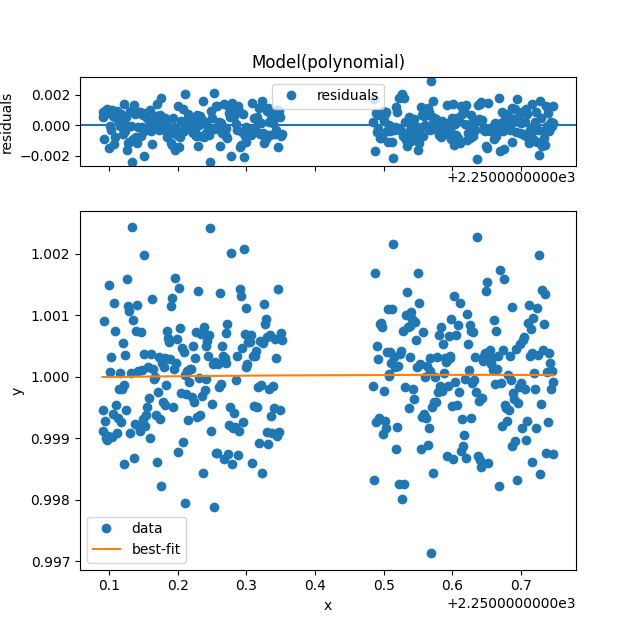 Model(polynomial)
residuals
0.002
0.000
−0.002
residuals
+2.2500000000e3
y
1.002
1.001
1.000
0.999
0.998
0.997
data
best-fit
0.1 0.2 0.3 0.4 0.5 0.6 0.7
x
+2.2500000000e3